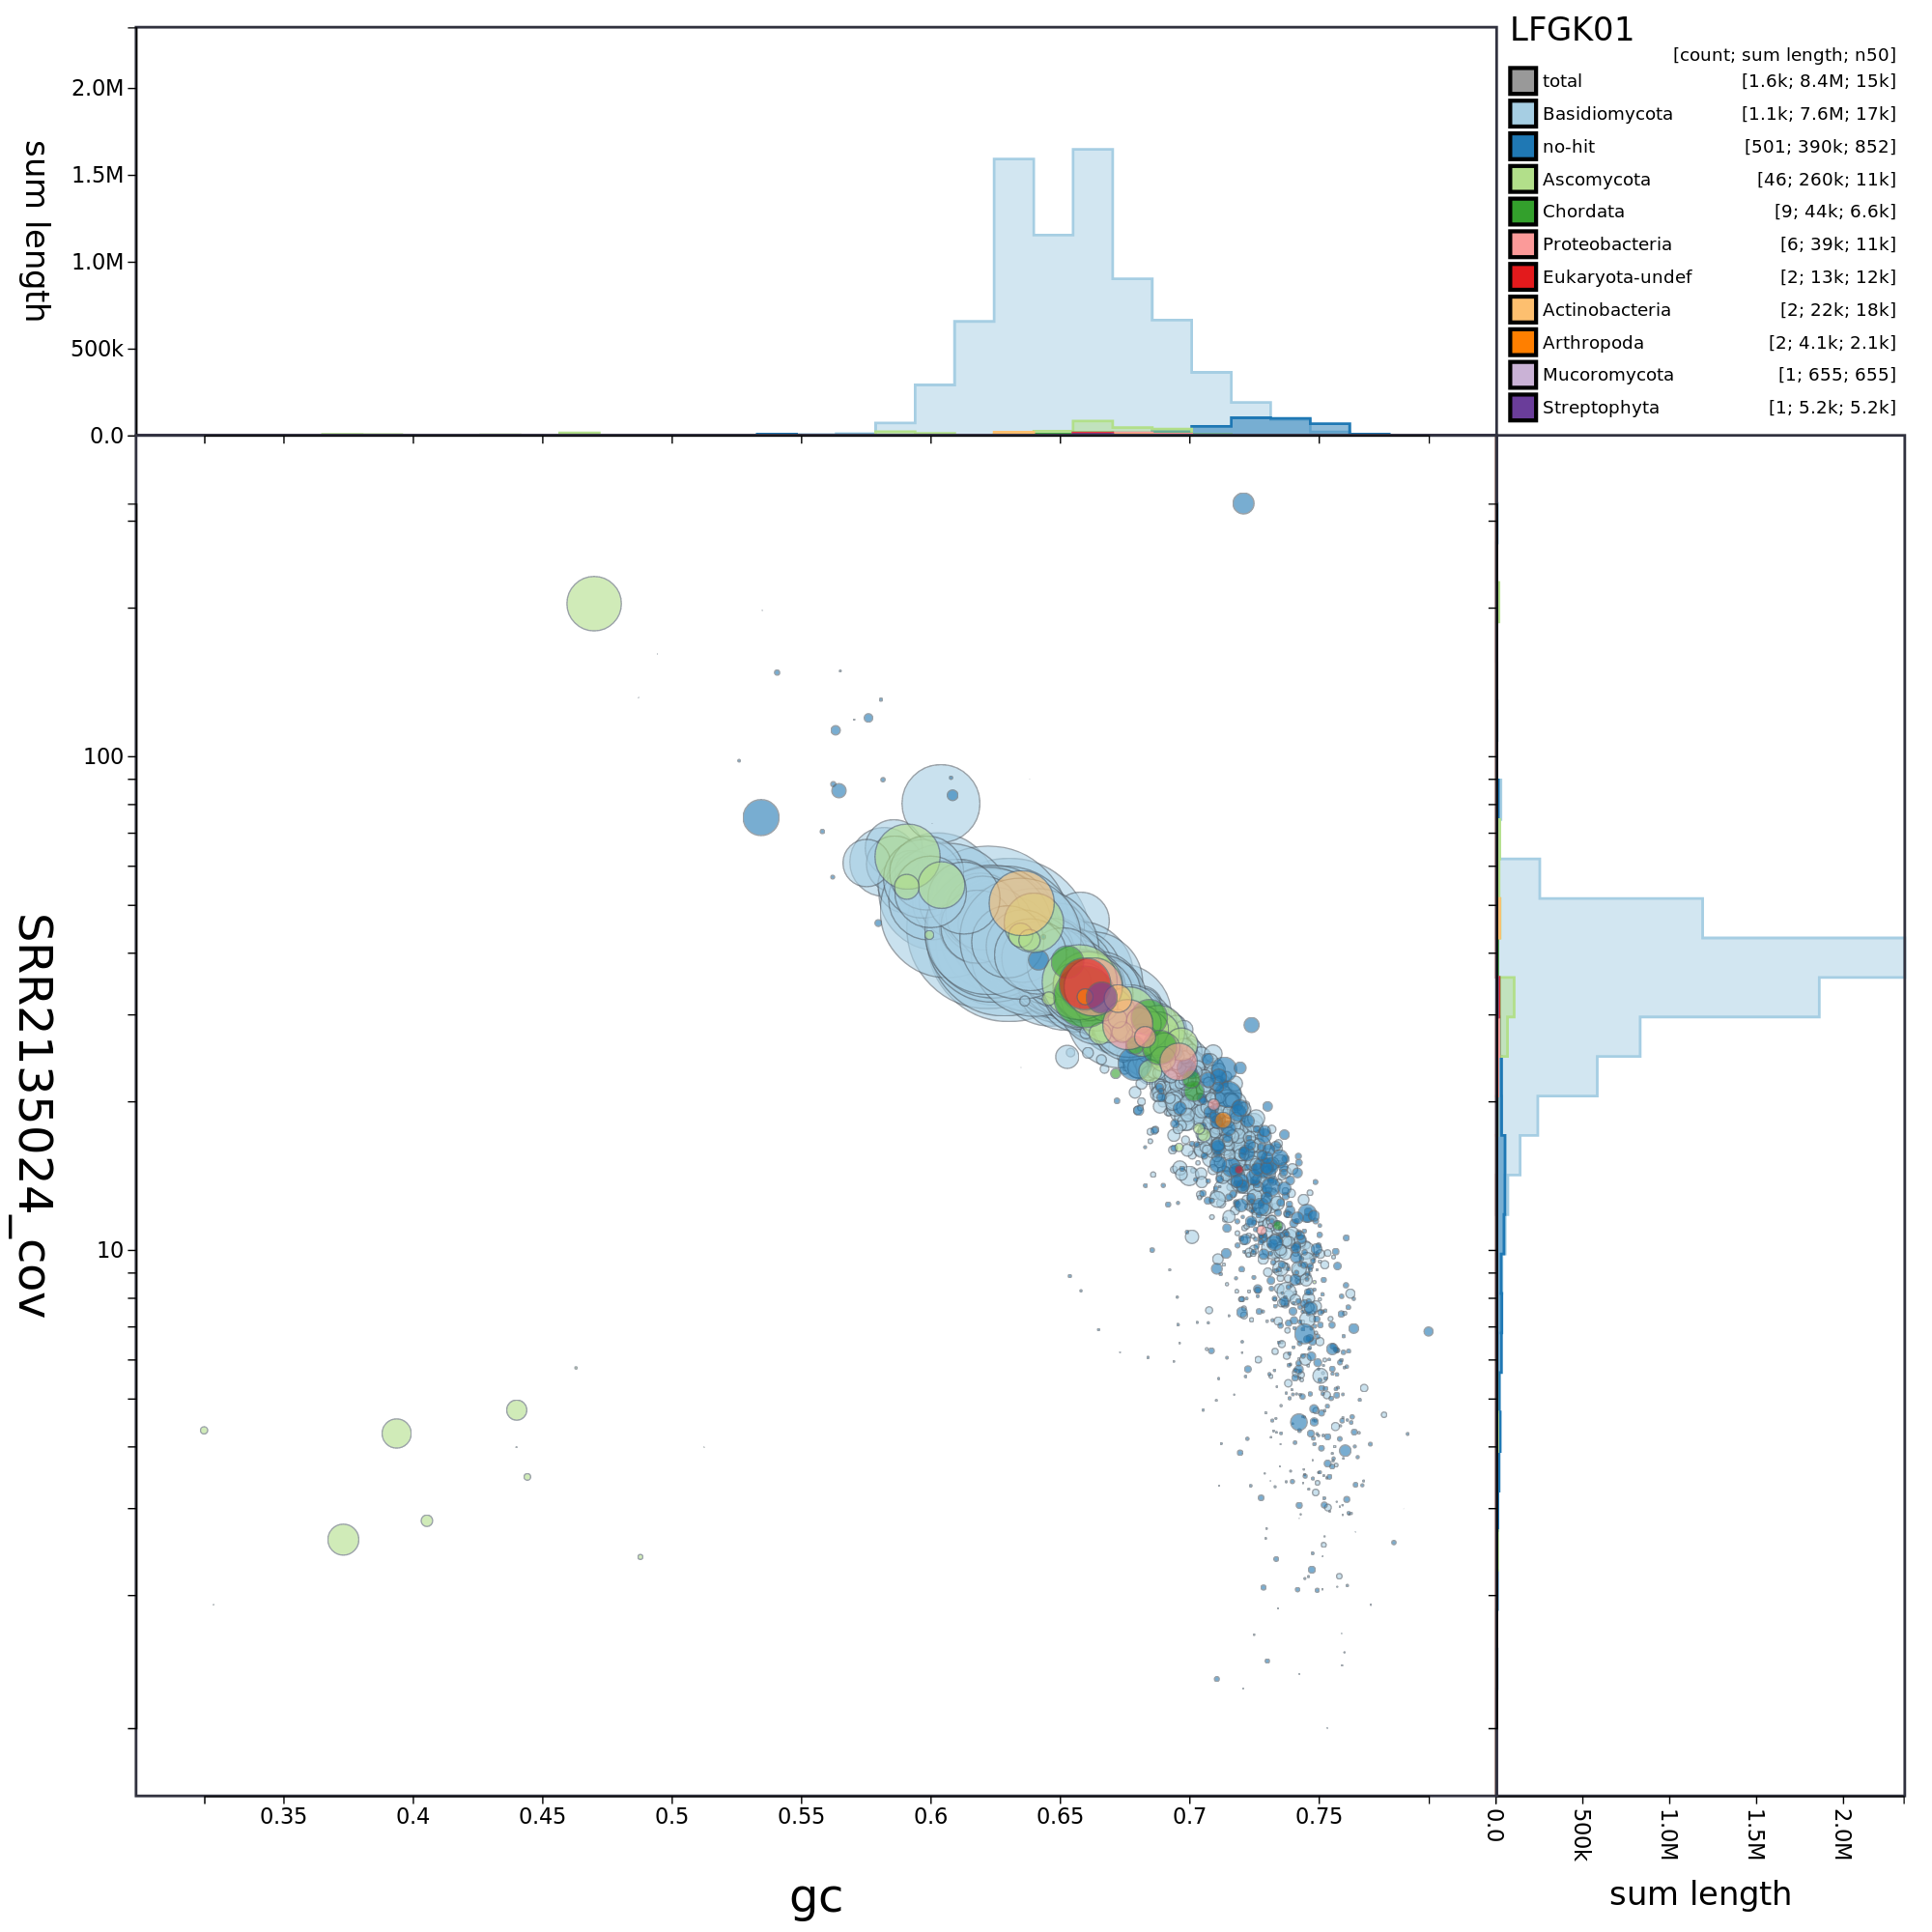 LFGK01
[count; sum length; n50]
total [1.6k; 8.4M; 15k]
Basidiomycota [1.1k; 7.6M; 17k]
no-hit [501; 390k; 852]
Ascomycota [46; 260k; 11k]
Chordata [9; 44k; 6.6k]
Proteobacteria [6; 39k; 11k]
Eukaryota-undef [2; 13k; 12k]
Actinobacteria [2; 22k; 18k]
Arthropoda [2; 4.1k; 2.1k]
Mucoromycota [1; 655; 655]
Streptophyta [1; 5.2k; 5.2k]
sum length
2.0M
1.5M
1.0M
500k
0.0
SRR2135024_cov
100
10
0.35 0.4 0.45 0.5 0.55 0.6 0.65 0.7 0.75
gc
0.0 500k 1.0M 1.5M 2.0M
sum length